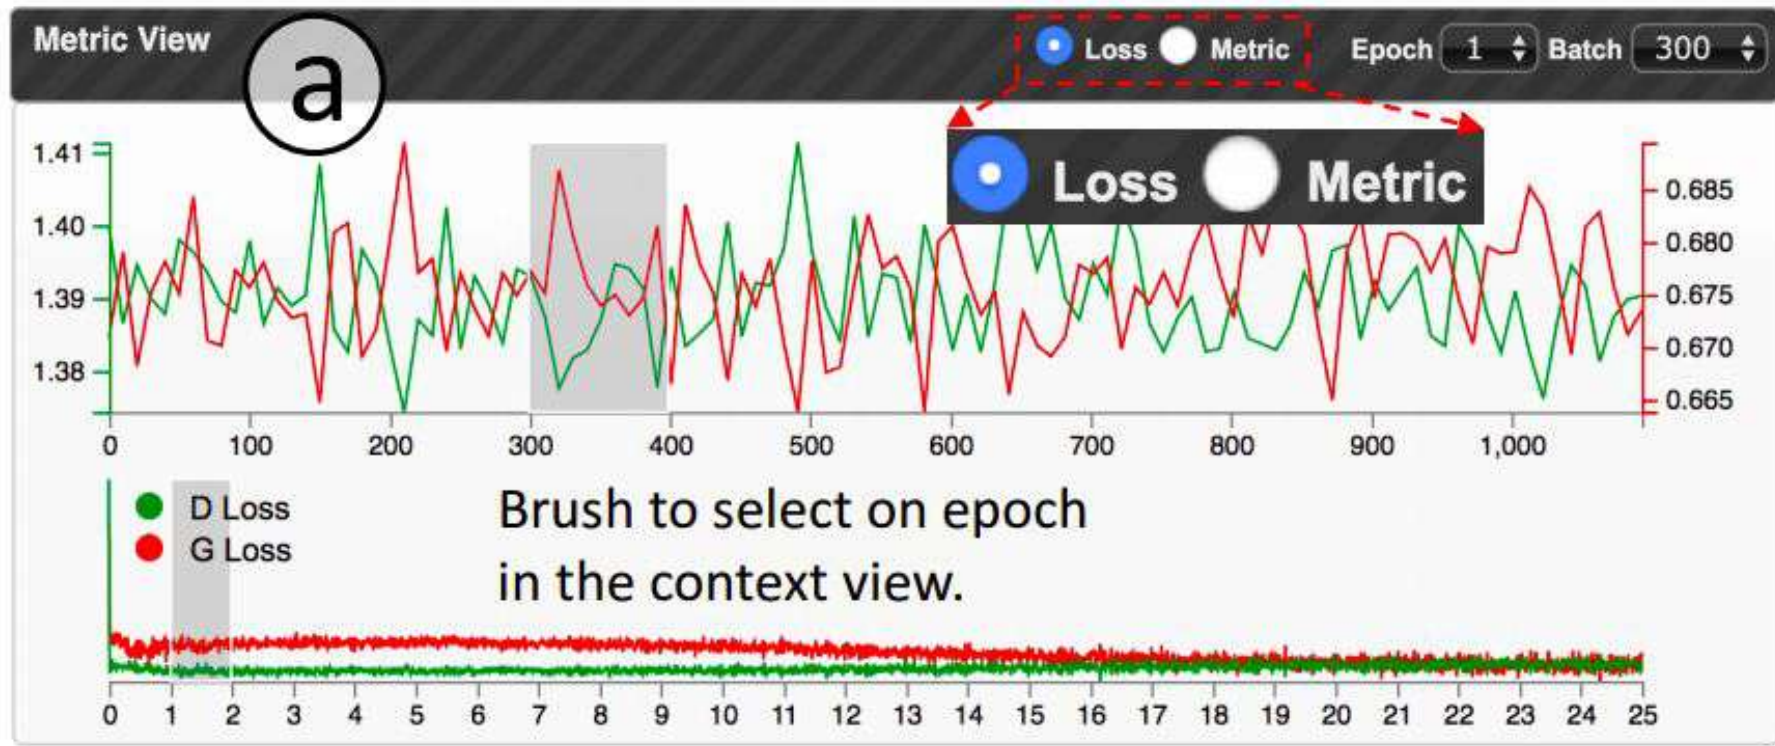 Metric View
a
Loss Metric Epoch 1 Batch 300
Loss Metric
1.41
1.40
1.39
1.38
0.685
0.680
0.675
0.670
0.665
0 100 200 300 400 500 600 700 800 900 1,000
D Loss
G Loss
Brush to select on epoch
in the context view.
0 1 2 3 4 5 6 7 8 9 10 11 12 13 14 15 16 17 18 19 20 21 22 23 24 25